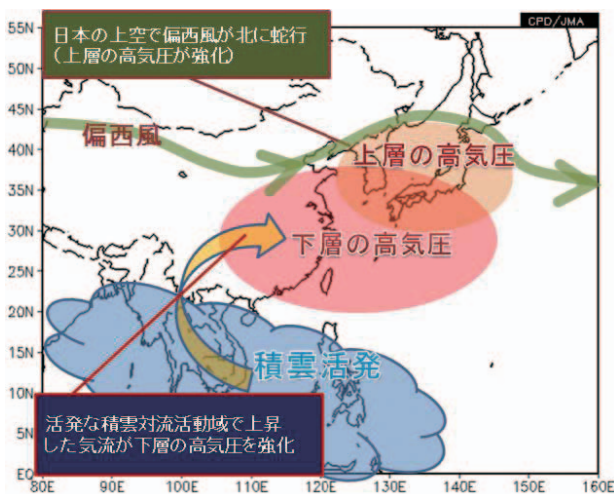 CPD/JMA
日本の上空で偏西風が北に蛇行
（上層の高気圧が強化）
55N
50N
45N
40N
35N
30N
25N
20N
15N
10N
5N
EQ
偏西風
上層の高気圧
下層の高気圧
積雲活発
活発な積雲対流活動域で上昇
した気流が下層の高気圧を強化
80E 90E 100E 110E 120E 130E 140E 150E 160E